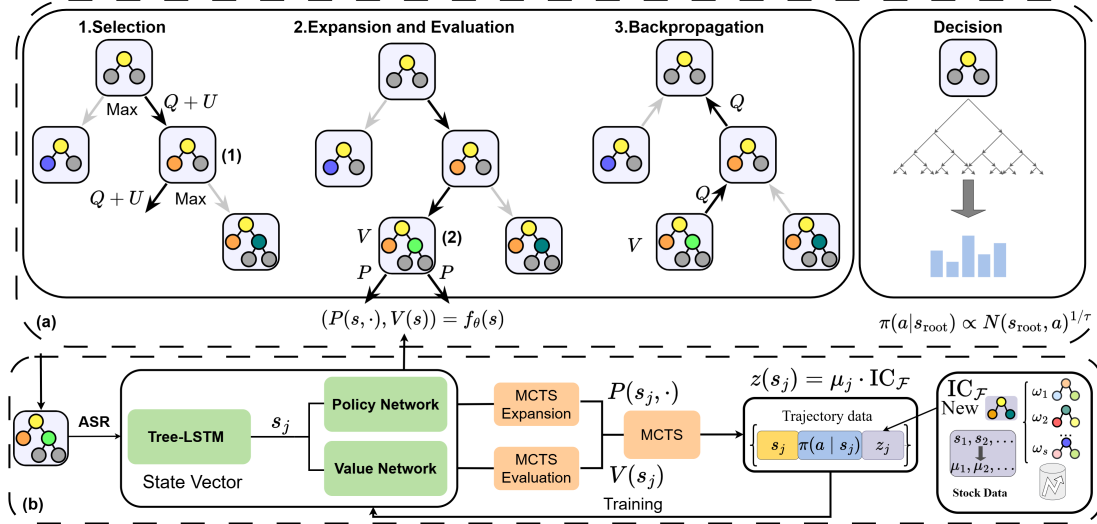 1.Selection
2.Expansion and Evaluation
3.Backpropagation
Decision
Max
Q + U
(1)
Q + U
Max
V
(2)
P
P
Q
Q
V
(a)
(P(s, ·), V(s)) = f_θ(s)
π(a|s_root) ∝ N(s_root, a)^{1/τ}
ASR
Tree-LSTM
State Vector
s_j
Policy Network
Value Network
MCTS
Expansion
MCTS
Evaluation
P(s_j, ·)
V(s_j)
MCTS
z(s_j) = μ_j · IC_𝓕
Trajectory data
{ s_j π(a | s_j) z_j }
Training
IC_𝓕
New
s_1, s_2, . . .
μ_1, μ_2, . . .
Stock Data
ω_1
ω_2
...
ω_s
(b)